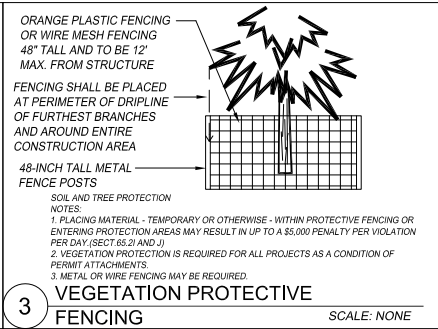 ORANGE PLASTIC FENCING
OR WIRE MESH FENCING
48" TALL AND TO BE 12'
MAX. FROM STRUCTURE
FENCING SHALL BE PLACED
AT PERIMETER OF DRIPLINE
OF FURTHEST BRANCHES
AND AROUND ENTIRE
CONSTRUCTION AREA
48-INCH TALL METAL
FENCE POSTS
SOIL AND TREE PROTECTION
NOTES:
1. PLACING MATERIAL - TEMPORARY OR OTHERWISE - WITHIN PROTECTIVE FENCING OR
ENTERING PROTECTION AREAS MAY RESULT IN UP TO A $5,000 PENALTY PER VIOLATION
PER DAY.(SECT.65.2I AND J)
2. VEGETATION PROTECTION IS REQUIRED FOR ALL PROJECTS AS A CONDITION OF
PERMIT ATTACHMENTS.
3. METAL OR WIRE FENCING MAY BE REQUIRED.
3
VEGETATION PROTECTIVE
FENCING
SCALE: NONE